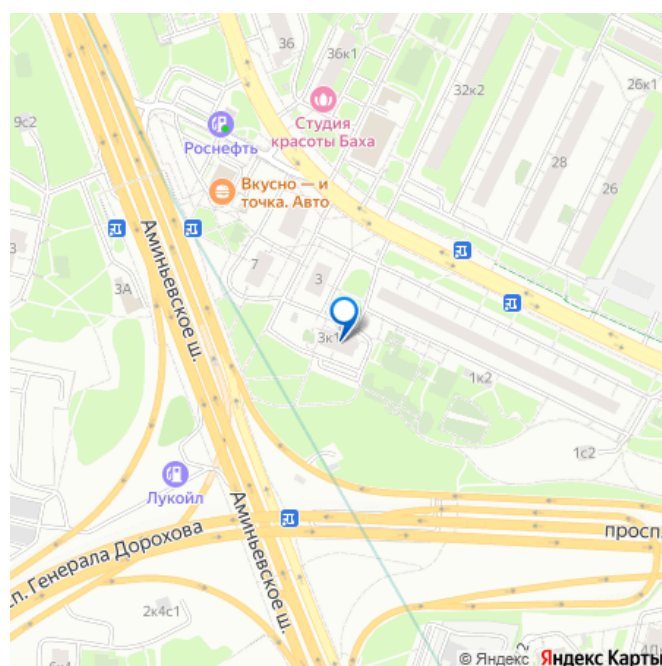 36
36к1
32к2
26к1
9с2
Роснефть
Студия
красоты Баха
28
26
Вкусно — и
точка. Авто
3
7
3
3А
Аминьевское ш.
3к1
1к2
1с2
Лукойл
Аминьевское ш.
сп. Генерала Дорохова
просп
2к4с1
© Яндекс Яндекс Карты